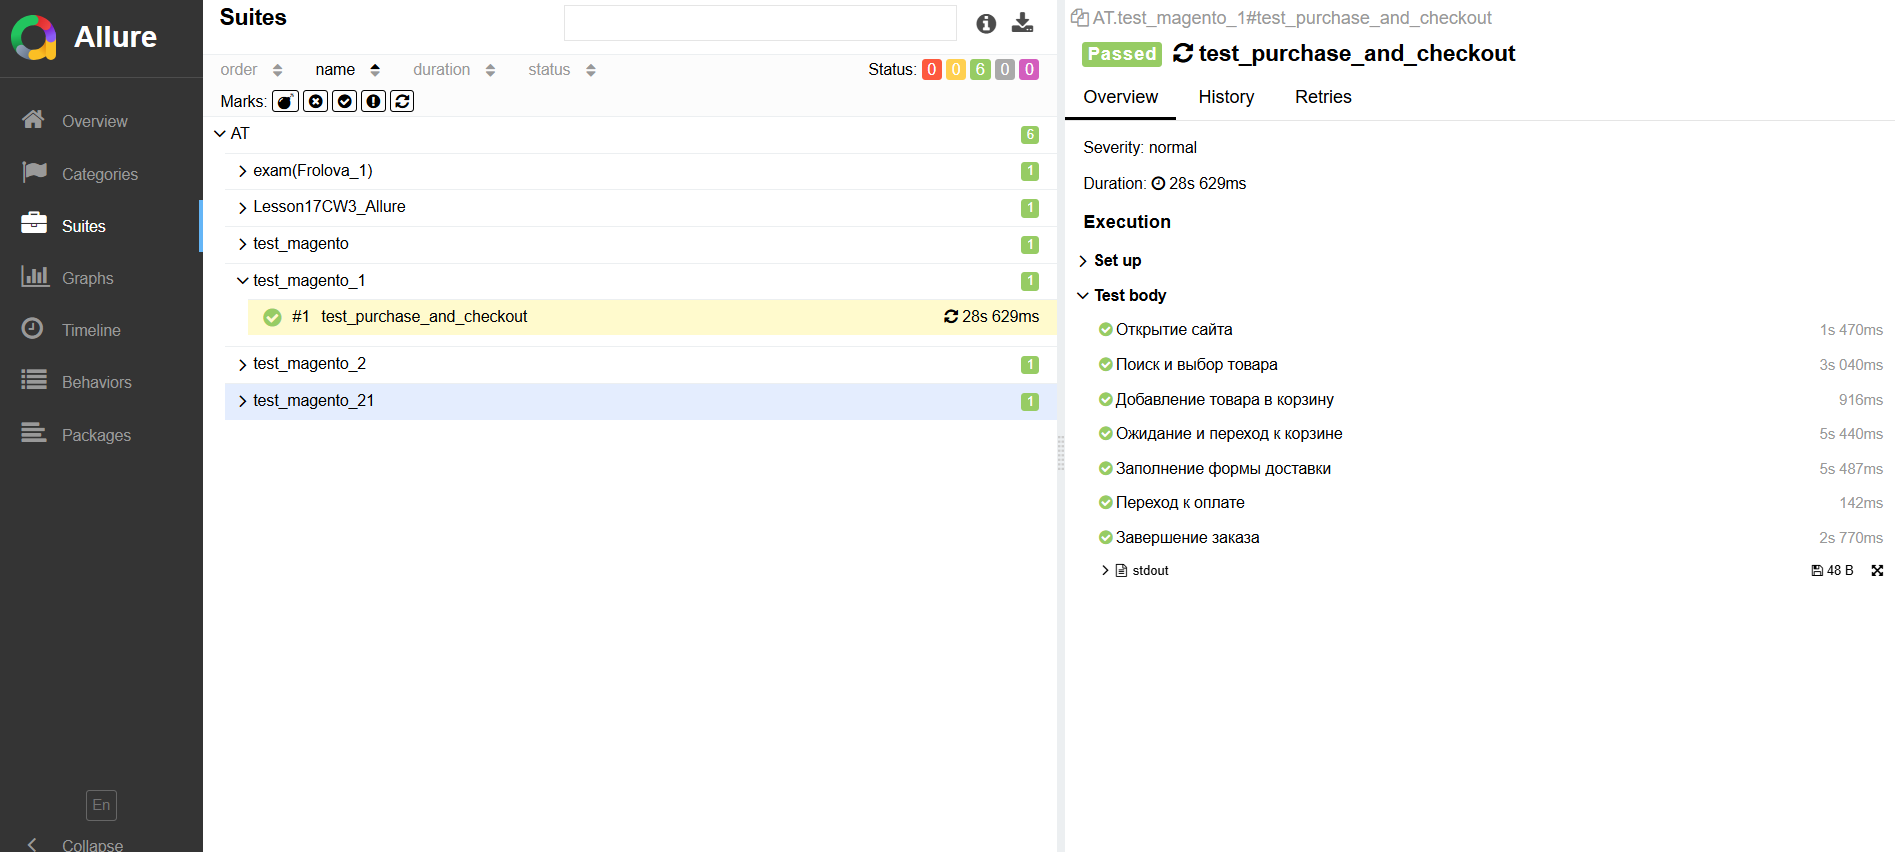 Allure
Overview
Categories
Suites
Graphs
Timeline
Behaviors
Packages
En
Collapse
Suites
order name duration status Status: 0 0 6 0 0
Marks:
AT 6
exam(Frolova_1) 1
Lesson17CW3_Allure 1
test_magento 1
test_magento_1 1
#1 test_purchase_and_checkout 28s 629ms
test_magento_2 1
test_magento_21 1
AT.test_magento_1#test_purchase_and_checkout
Passed test_purchase_and_checkout
Overview History Retries
Severity: normal
Duration: 28s 629ms
Execution
Set up
Test body
Открытие сайта 1s 470ms
Поиск и выбор товара 3s 040ms
Добавление товара в корзину 916ms
Ожидание и переход к корзине 5s 440ms
Заполнение формы доставки 5s 487ms
Переход к оплате 142ms
Завершение заказа 2s 770ms
stdout 48 B